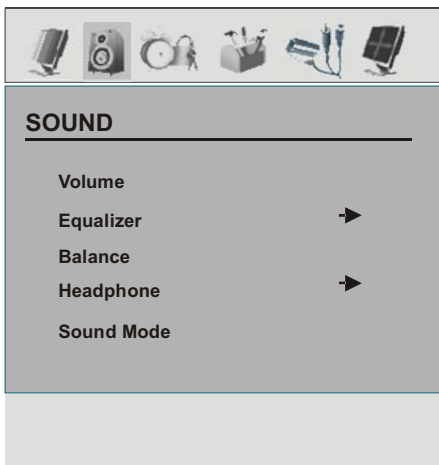 SOUND
Volume
Equalizer
Balance
Headphone
Sound Mode